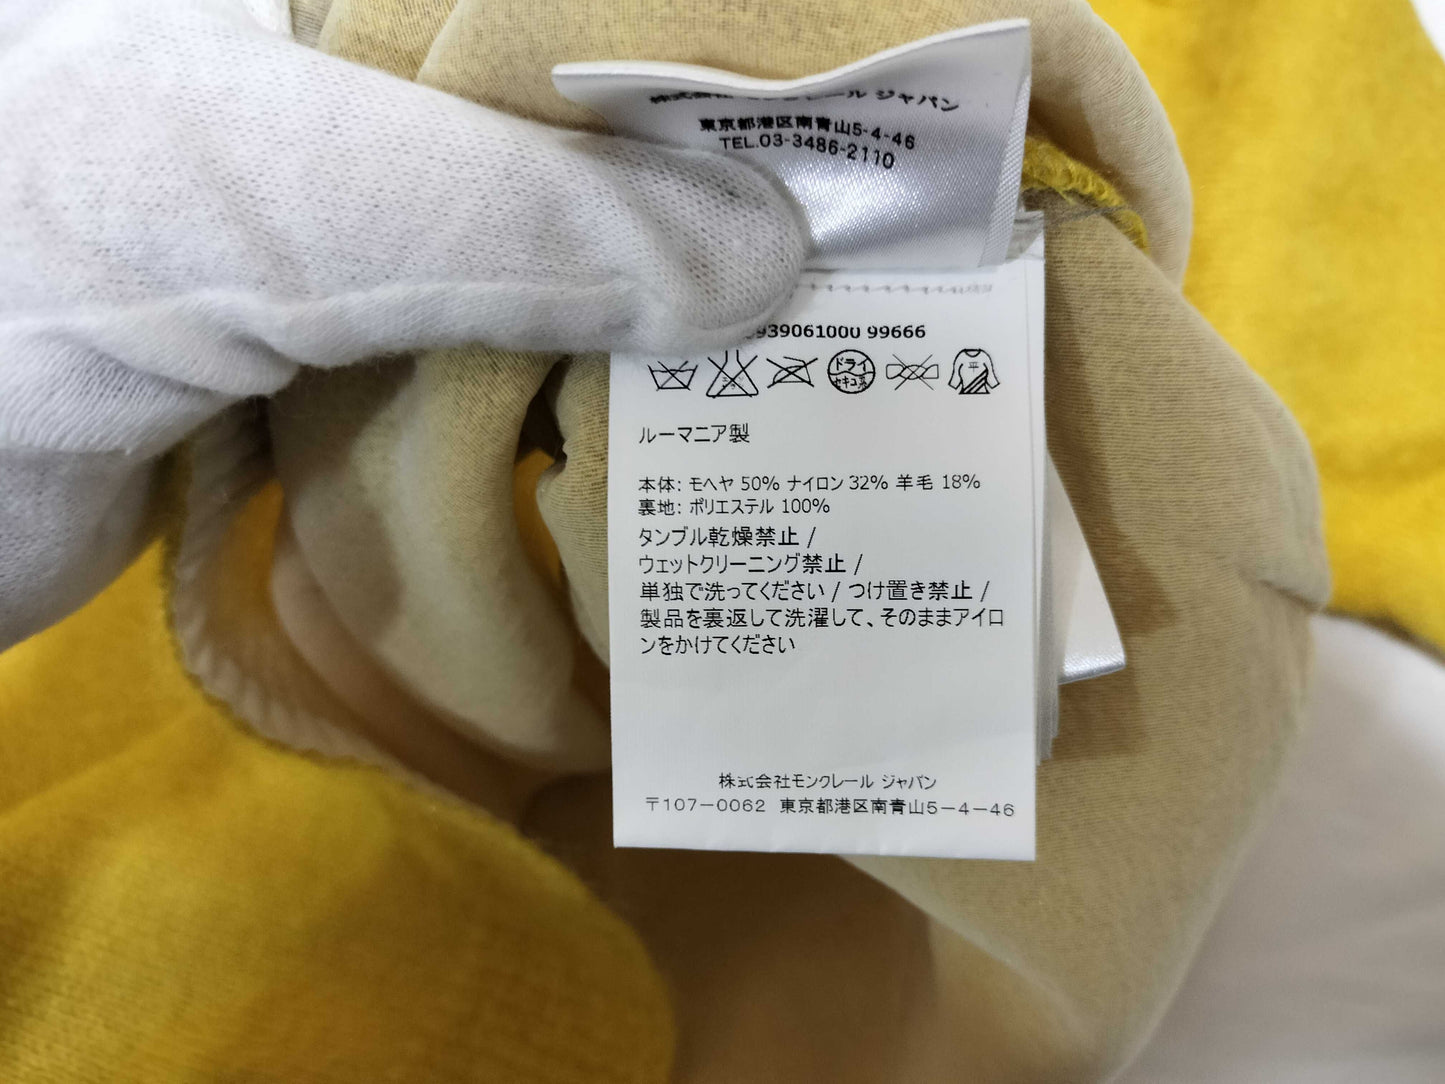 株式会社モンクレール ジャパン
東京都港区南青山5-4-46
TEL.03-3486-2110
939061000 99666
ドライ
セキユ系
平
ルーマニア製
本体: モヘヤ 50% ナイロン 32% 羊毛 18%
裏地: ポリエステル 100%
タンブル乾燥禁止 /
ウェットクリーニング禁止 /
単独で洗ってください / つけ置き禁止 /
製品を裏返して洗濯して、そのままアイロ
ンをかけてください
株式会社モンクレール ジャパン
〒107-0062 東京都港区南青山5-4-46